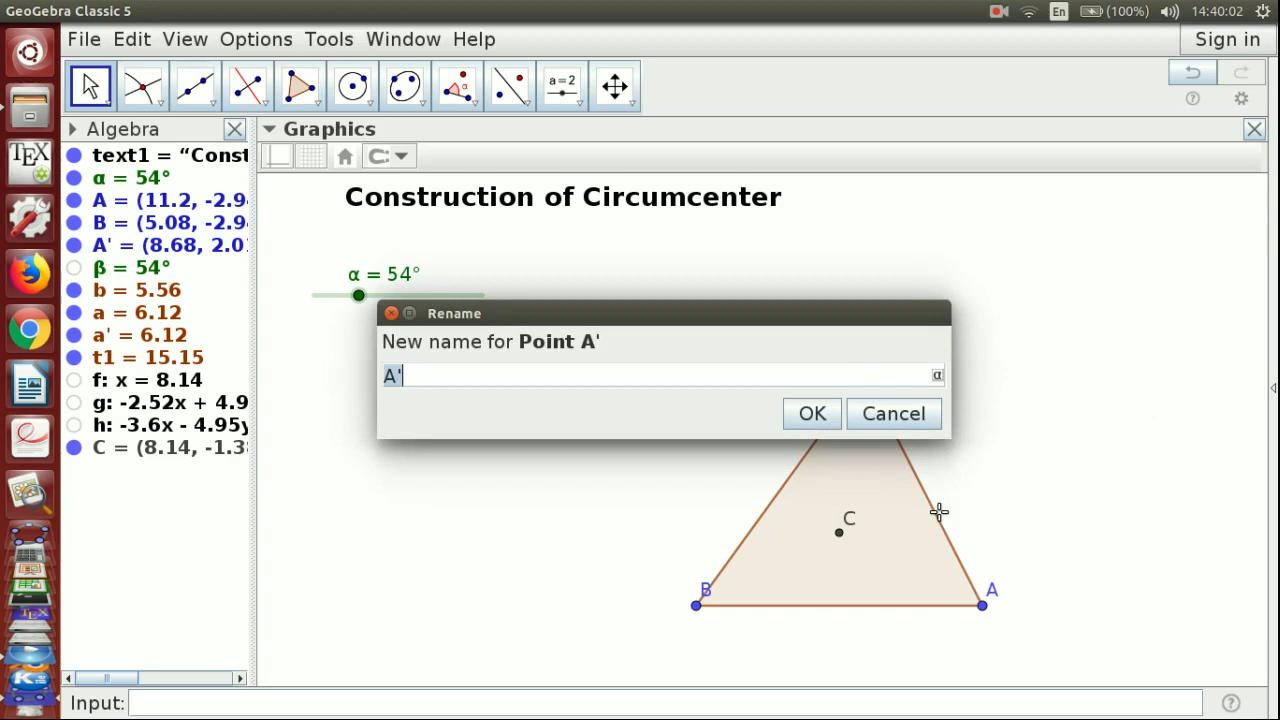 GeoGebra Classic 5
En
(100%)
14:40:02
File Edit View Options Tools Window Help
Sign in
α
a=2
Algebra
Graphics
text1 = “Const
α = 54°
A = (11.2, -2.9
B = (5.08, -2.9
A' = (8.68, 2.0
β = 54°
b = 5.56
a = 6.12
a' = 6.12
t1 = 15.15
f: x = 8.14
g: -2.52x + 4.9
h: -3.6x - 4.95y
C = (8.14, -1.3
Construction of Circumcenter
α = 54°
Rename
New name for Point A'
A'
α
OK
Cancel
C
B
A
Input: